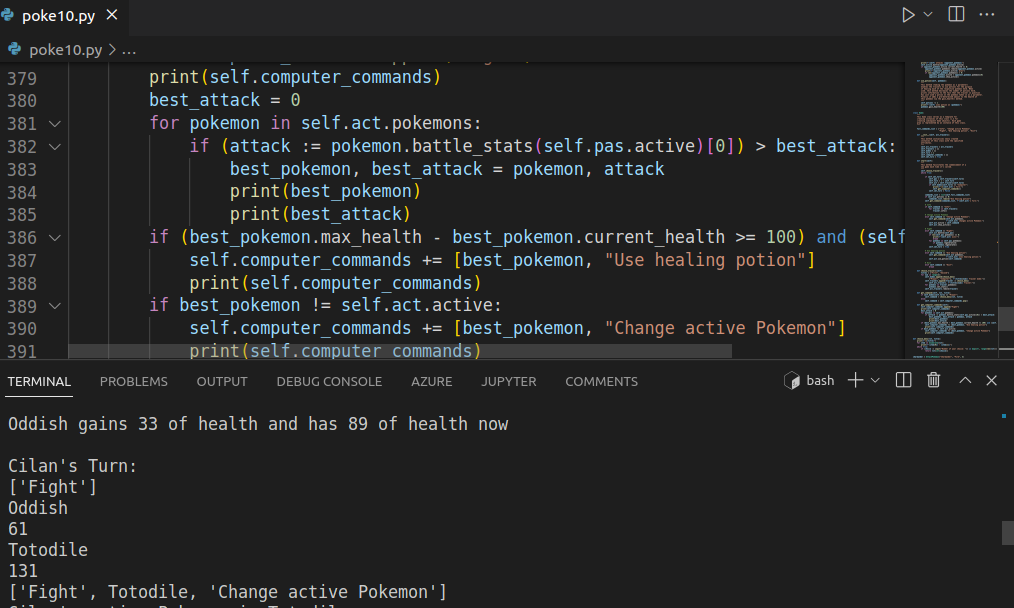 poke10.py
poke10.py > ...
379 print(self.computer_commands)
380 best_attack = 0
381 for pokemon in self.act.pokemons:
382 if (attack := pokemon.battle_stats(self.pas.active)[0]) > best_attack:
383 best_pokemon, best_attack = pokemon, attack
384 print(best_pokemon)
385 print(best_attack)
386 if (best_pokemon.max_health - best_pokemon.current_health >= 100) and (self
387 self.computer_commands += [best_pokemon, "Use healing potion"]
388 print(self.computer_commands)
389 if best_pokemon != self.act.active:
390 self.computer_commands += [best_pokemon, "Change active Pokemon"]
391 print(self.computer_commands)
TERMINAL PROBLEMS OUTPUT DEBUG CONSOLE AZURE JUPYTER COMMENTS bash
Oddish gains 33 of health and has 89 of health now
Cilan's Turn:
['Fight']
Oddish
61
Totodile
131
['Fight', Totodile, 'Change active Pokemon']